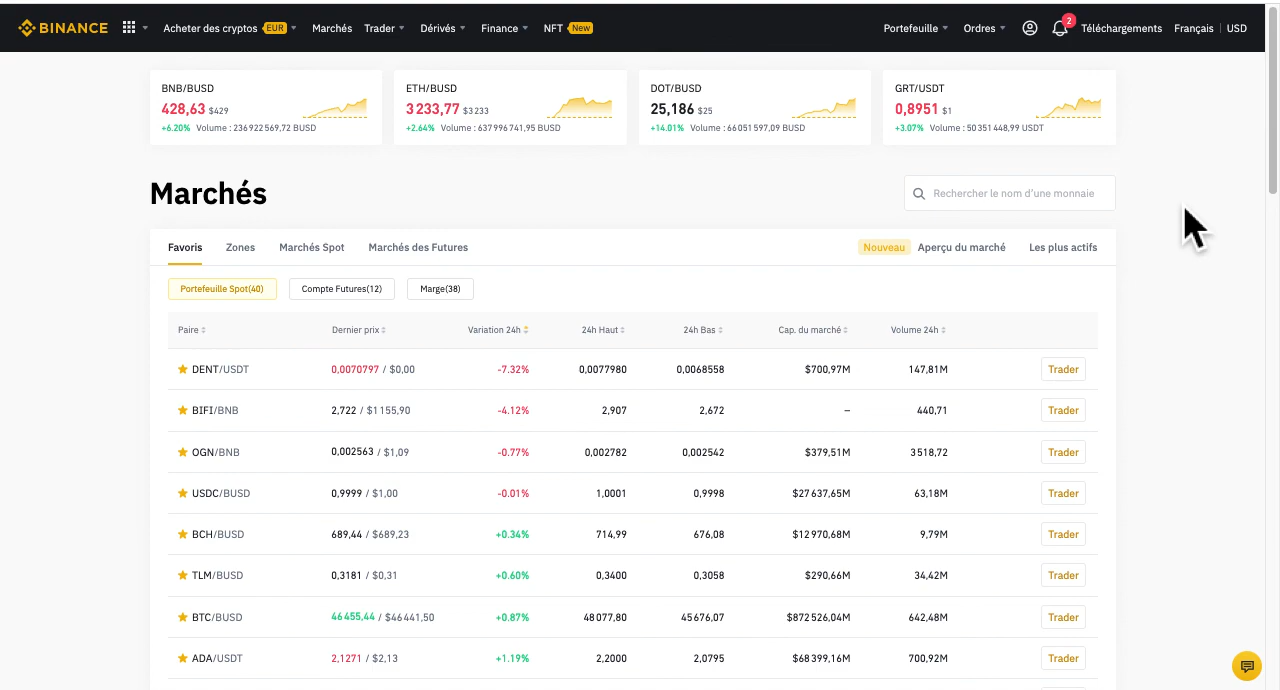 BINANCE Acheter des cryptos EUR Marchés Trader Dérivés Finance NFT New Portefeuille Ordres 2 Téléchargements Français USD
BNB/BUSD
428,63 $429
+6.20% Volume : 236 922 569,72 BUSD
ETH/BUSD
3 233,77 $3 233
+2.64% Volume : 637 996 741,95 BUSD
DOT/BUSD
25,186 $25
+14.01% Volume : 66 051 597,09 BUSD
GRT/USDT
0,8951 $1
+3.07% Volume : 50 351 448,99 USDT
Marchés
Rechercher le nom d'une monnaie
Favoris Zones Marchés Spot Marchés des Futures Nouveau Aperçu du marché Les plus actifs
Portefeuille Spot(40) Compte Futures(12) Marge(38)
Paire Dernier prix Variation 24h 24h Haut 24h Bas Cap. du marché Volume 24h
DENT/USDT 0,0070797 / $0,00 -7.32% 0,0077980 0,0068558 $700,97M 147,81M Trader
BIFI/BNB 2,722 / $1 155,90 -4.12% 2,907 2,672 – 440,71 Trader
OGN/BNB 0,002563 / $1,09 -0.77% 0,002782 0,002542 $379,51M 3 518,72 Trader
USDC/BUSD 0,9999 / $1,00 -0.01% 1,0001 0,9998 $27 637,65M 63,18M Trader
BCH/BUSD 689,44 / $689,23 +0.34% 714,99 676,08 $12 970,68M 9,79M Trader
TLM/BUSD 0,3181 / $0,31 +0.60% 0,3400 0,3058 $290,66M 34,42M Trader
BTC/BUSD 46 455,44 / $46 441,50 +0.87% 48 077,80 45 676,07 $872 526,04M 642,48M Trader
ADA/USDT 2,1271 / $2,13 +1.19% 2,2000 2,0795 $68 399,16M 700,92M Trader